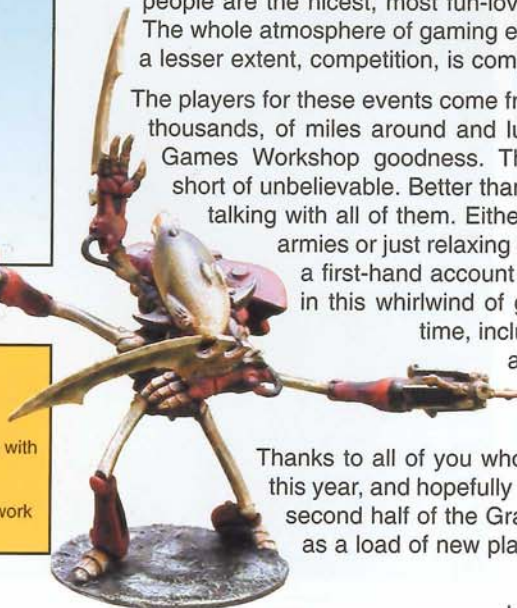 people are the nicest, most fun-lov
The whole atmosphere of gaming e
a lesser extent, competition, is com
The players for these events come fr
thousands, of miles around and lu
Games Workshop goodness. Th
short of unbelievable. Better than
talking with all of them. Eithe
armies or just relaxing
a first-hand account
in this whirlwind of g
time, inclu
a
Thanks to all of you who
this year, and hopefully
second half of the Gra
as a load of new pla
with
work